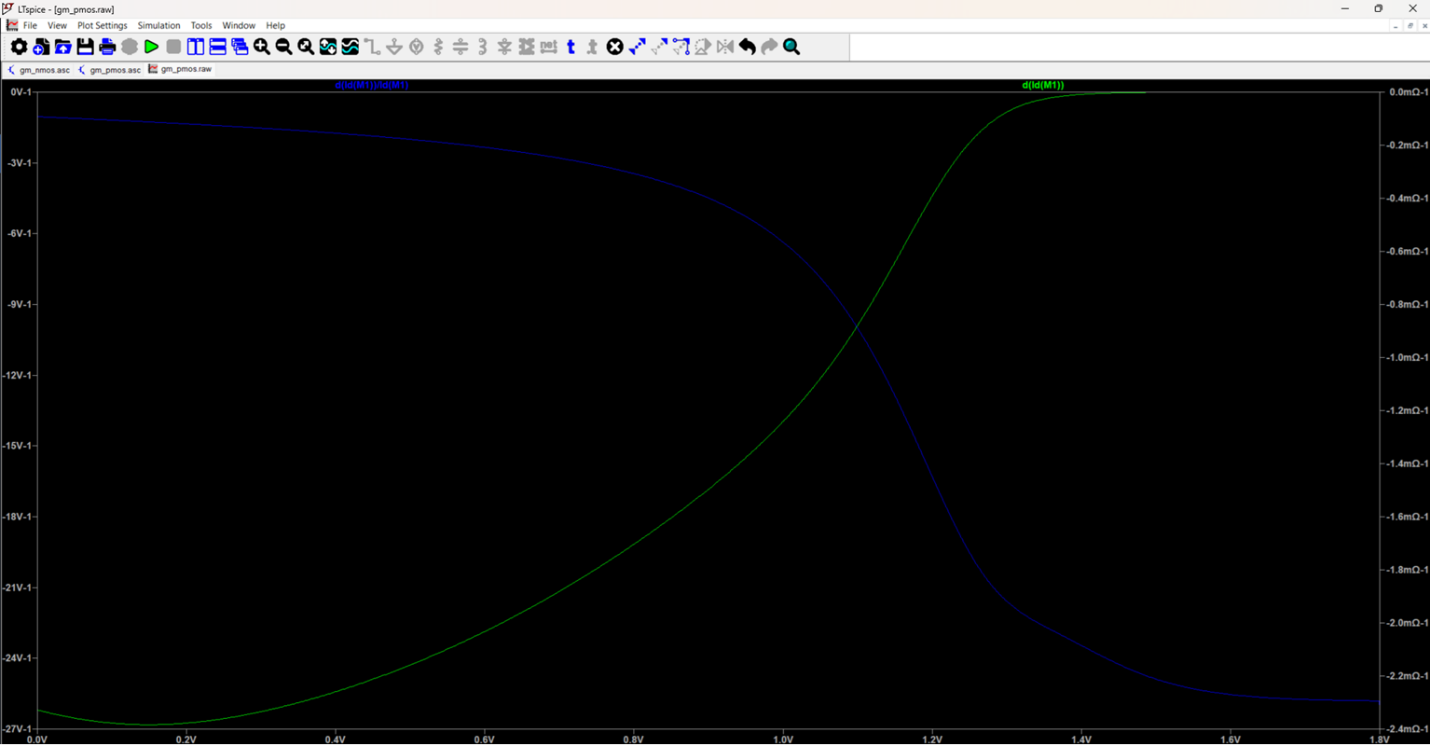 LTspice - [gm_pmos.raw]
File View Plot Settings Simulation Tools Window Help
gm_nmos.asc gm_pmos.asc gm_pmos.raw
d(Id(M1))
0V-1 0.0mΩ-1
-0.2mΩ-1
-3V-1
-0.4mΩ-1
-6V-1
-0.6mΩ-1
-9V-1 -0.8mΩ-1
-1.0mΩ-1
-12V-1
-1.2mΩ-1
-15V-1
-1.4mΩ-1
-18V-1 -1.6mΩ-1
-1.8mΩ-1
-21V-1
-2.0mΩ-1
-24V-1
-2.2mΩ-1
-27V-1 -2.4mΩ-1
0.0V 0.2V 0.4V 0.6V 0.8V 1.0V 1.2V 1.4V 1.6V 1.8V